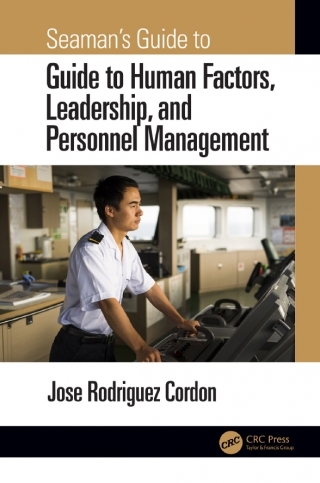 Seaman's Guide to
Guide to Human Factors,
Leadership, and
Personnel Management
Jose Rodriguez Cordon
CRC
CRC Press
Taylor & Francis Group